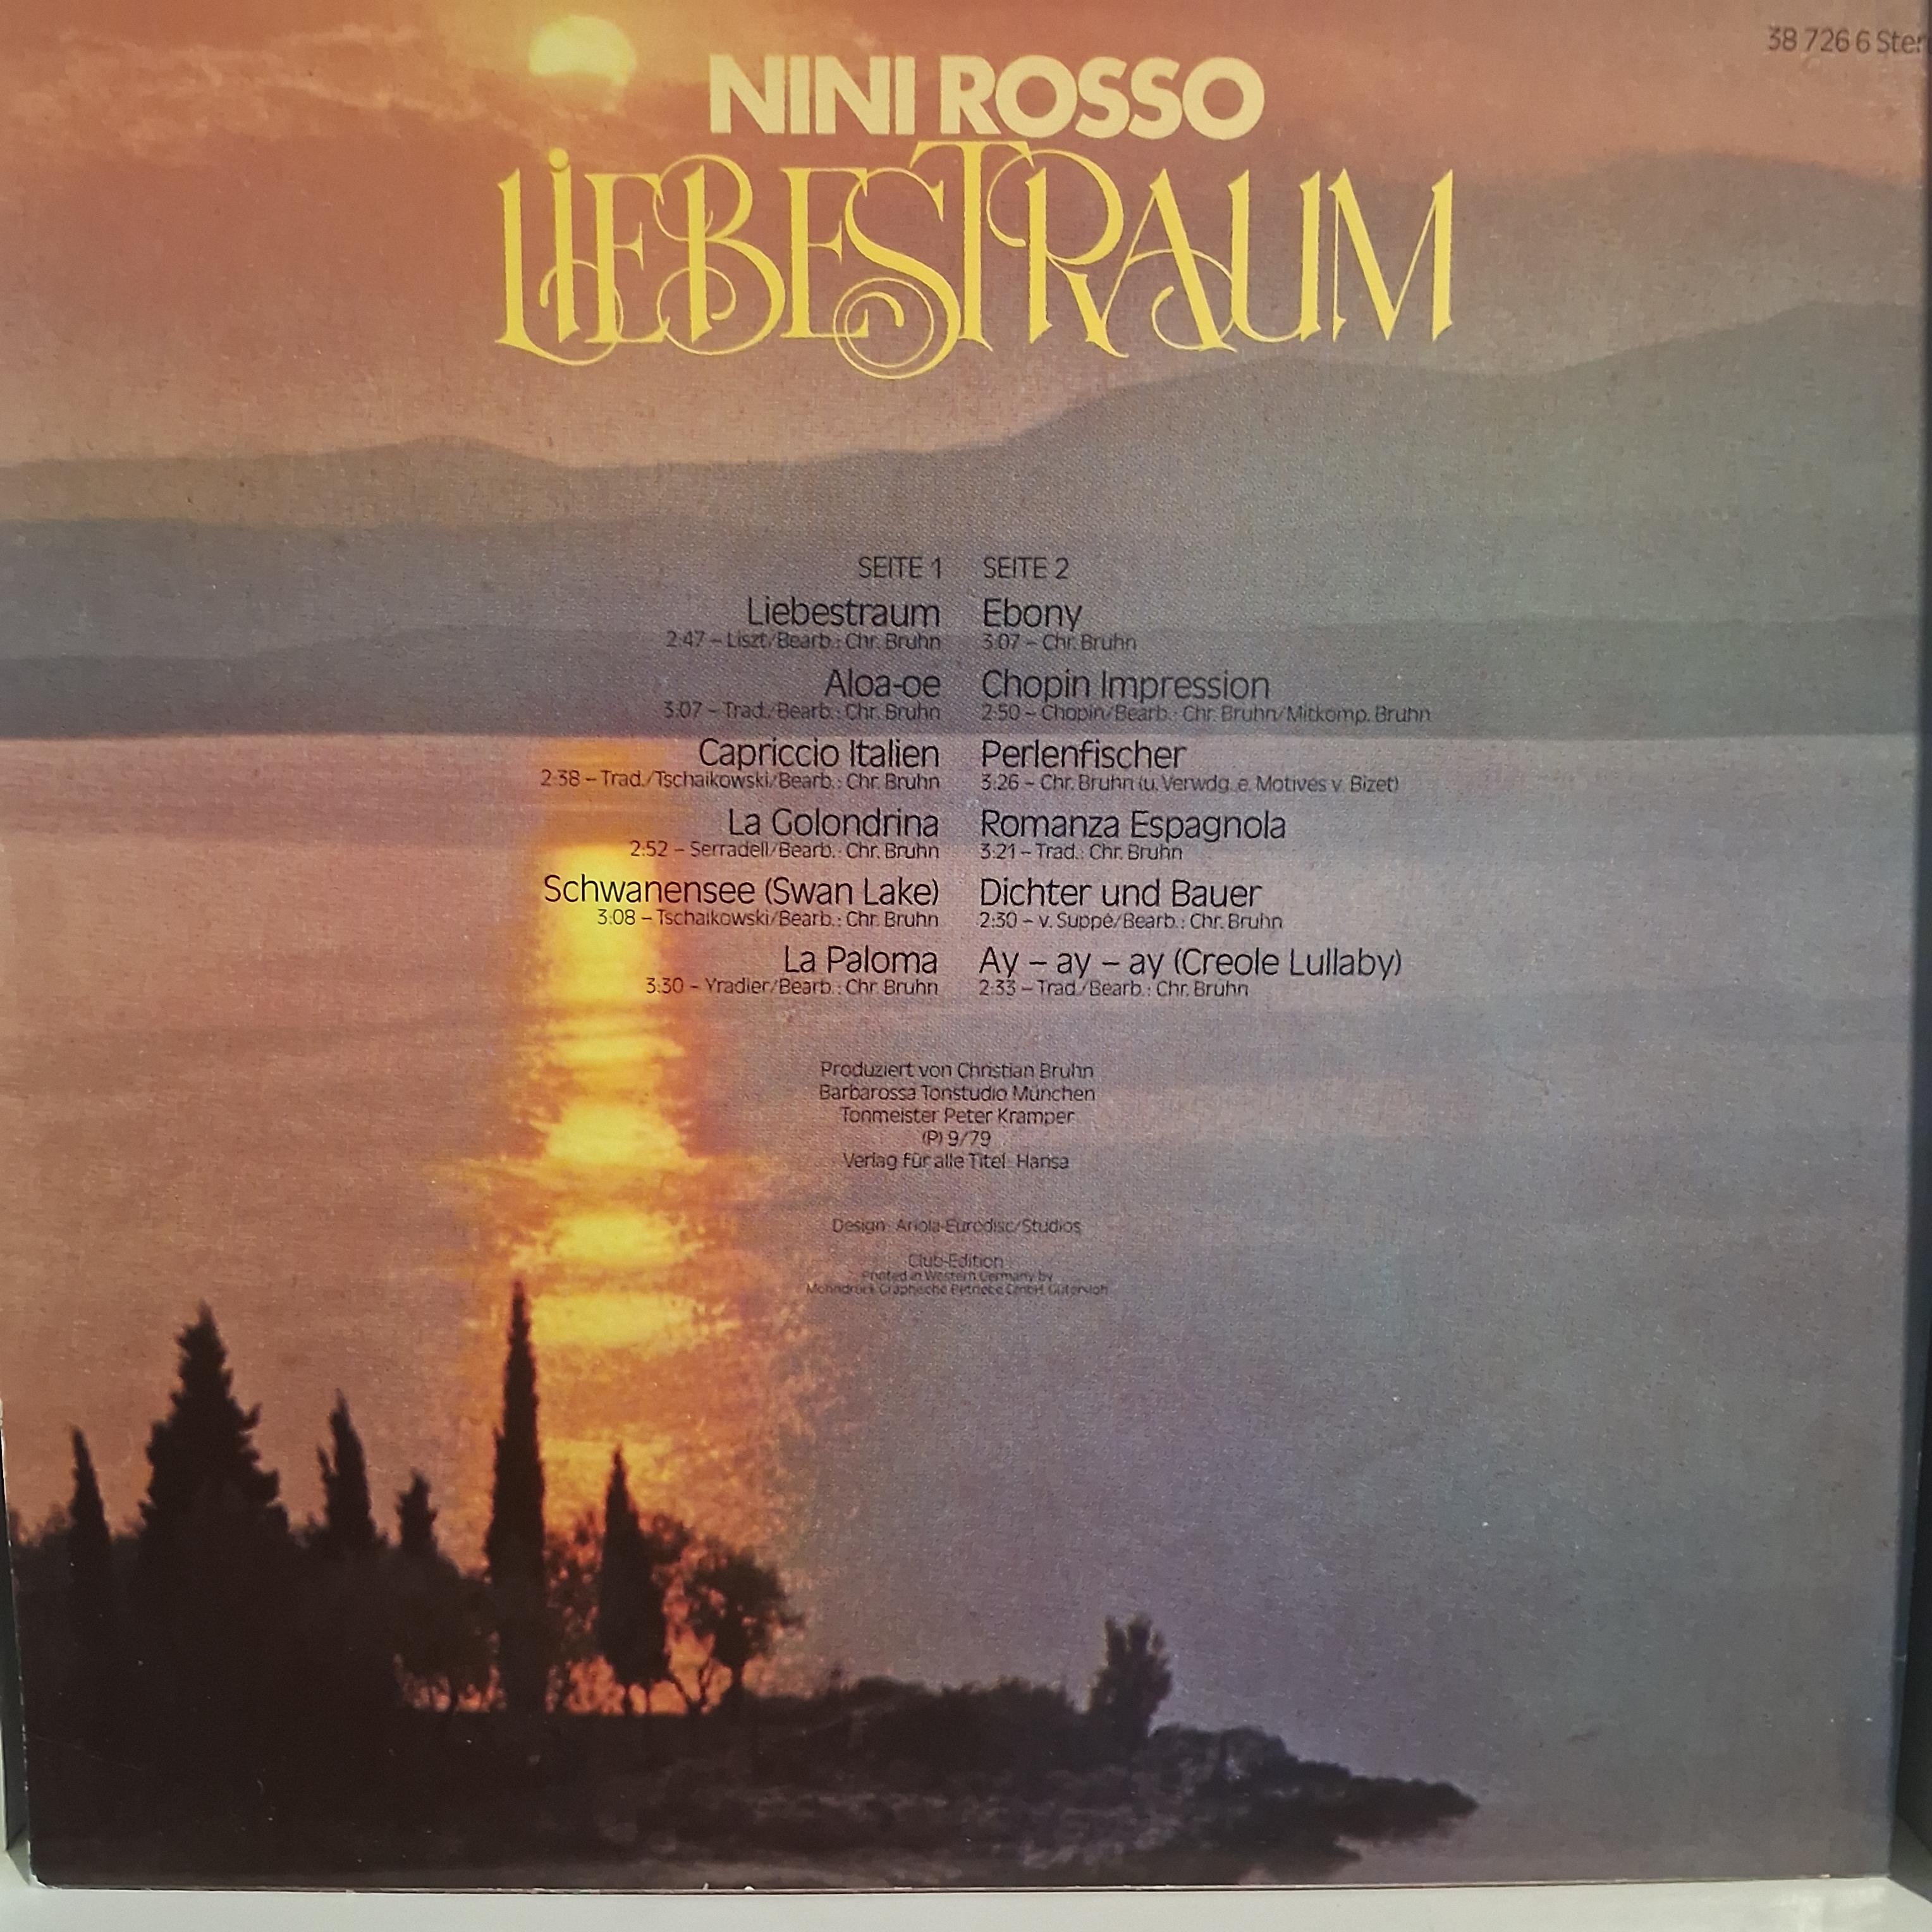 38 726 6
NINI ROSSO
LIEBESTRAUM
SEITE 1
Liebestraum
2:47 – Liszt/Bearb.: Chr. Bruhn
Aloa-oe
3:07 – Trad./Bearb.: Chr. Bruhn
Capriccio Italien
2:38 – Trad./Tschaikowski/Bearb.: Chr. Bruhn
La Golondrina
2:52 – Serradell/Bearb.: Chr. Bruhn
Schwanensee (Swan Lake)
3:08 – Tschaikowski/Bearb.: Chr. Bruhn
La Paloma
3:30 – Yradier/Bearb.: Chr. Bruhn
SEITE 2
Ebony
3:07 – Chr. Bruhn
Chopin Impression
2:50 – Chopin/Bearb.: Chr. Bruhn/Mitkomp. Bruhn
Perlenfischer
3:26 – Chr. Bruhn (u. Verwdg. e. Motives v. Bizet)
Romanza Espagnola
3:21 – Trad.: Chr. Bruhn
Dichter und Bauer
2:30 – v. Suppé/Bearb.: Chr. Bruhn
Ay – ay – ay (Creole Lullaby)
2:33 – Trad./Bearb.: Chr. Bruhn
Produziert von Christian Bruhn
Barbarossa Tonstudio München
Tonmeister Peter Kramper
(P) 9/79
Verlag für alle Titel: Hansa
Design: Ariola-Eurodisc/Studios
Club-Edition
Printed in Western Germany by
Mohndruck Graphische Betriebe GmbH, Gütersloh